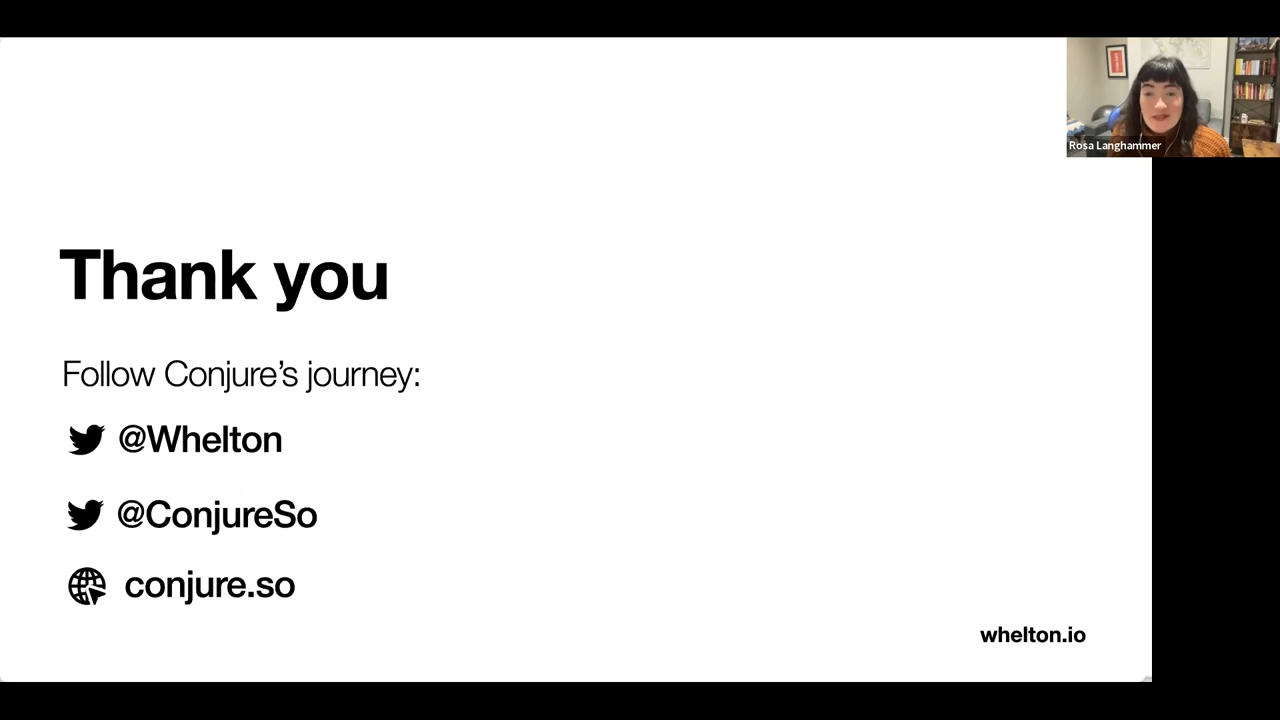 Rosa Langhammer
Thank you
Follow Conjure’s journey:
@Whelton
@ConjureSo
conjure.so
whelton.io